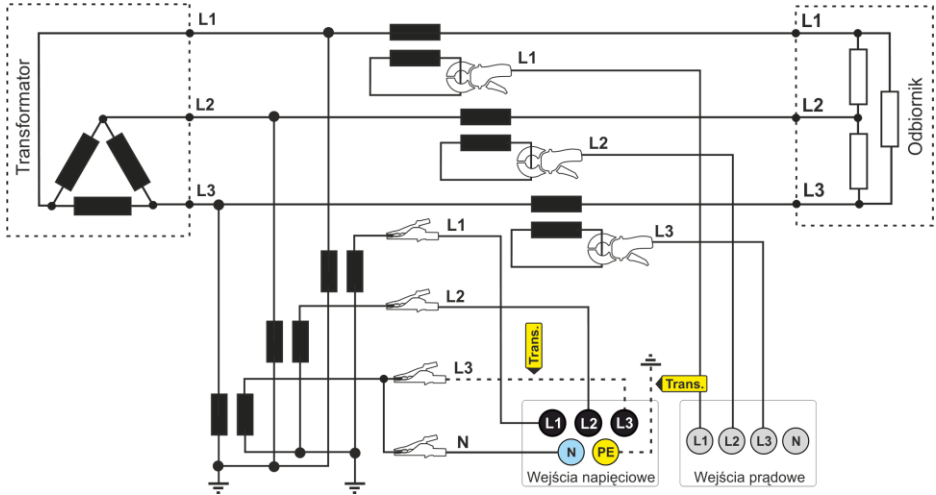 L1
L1
L1
Transformator
L2
L2
L2
Odbiornik
L3
L3
L1
L3
L2
Trans.
L3
Trans.
L1
L2
L3
N
N
PE
L1
L2
L3
N
Wejścia napięciowe
Wejścia prądowe